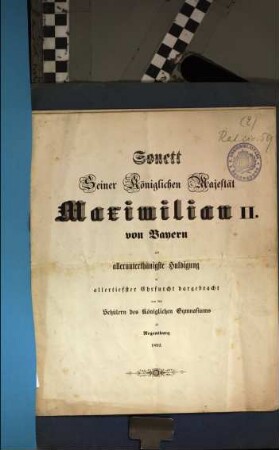 (2)
Sonett
Seiner Königlichen Majestät
Maximilian II.
von Bayern
als
allerunterthänigste Huldigung
in
allertiefster Ehrfurcht dargebracht
von den
Schülern des Königlichen Gymnasiums
zu
Regensburg